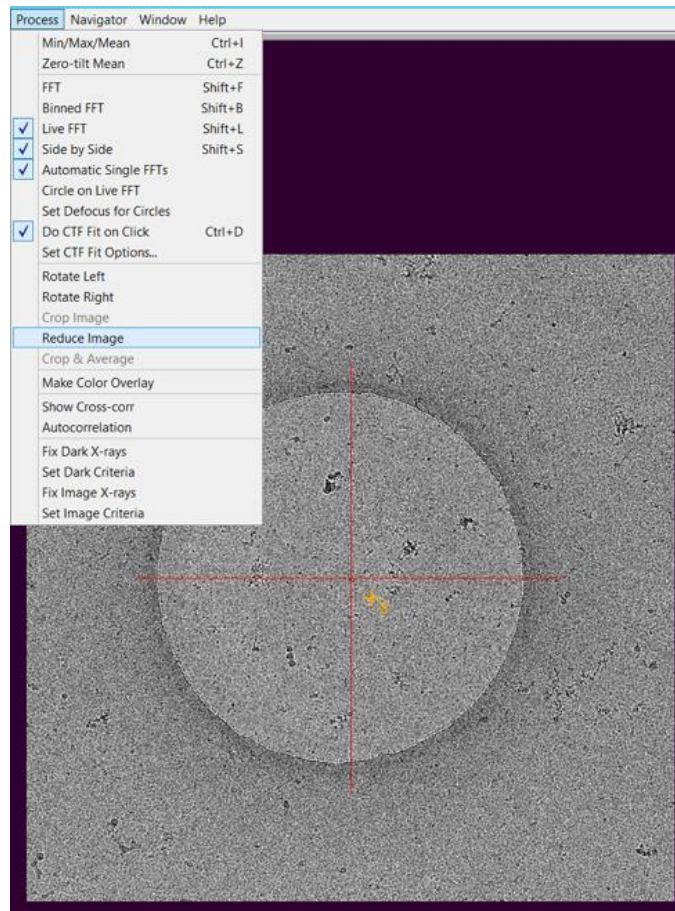 Process Navigator Window Help
Min/Max/Mean Ctrl+I
Zero-tilt Mean Ctrl+Z
FFT Shift+F
Binned FFT Shift+B
Live FFT Shift+L
Side by Side Shift+S
Automatic Single FFTs
Circle on Live FFT
Set Defocus for Circles
Do CTF Fit on Click Ctrl+D
Set CTF Fit Options...
Rotate Left
Rotate Right
Crop Image
Reduce Image
Crop & Average
Make Color Overlay
Show Cross-corr
Autocorrelation
Fix Dark X-rays
Set Dark Criteria
Fix Image X-rays
Set Image Criteria